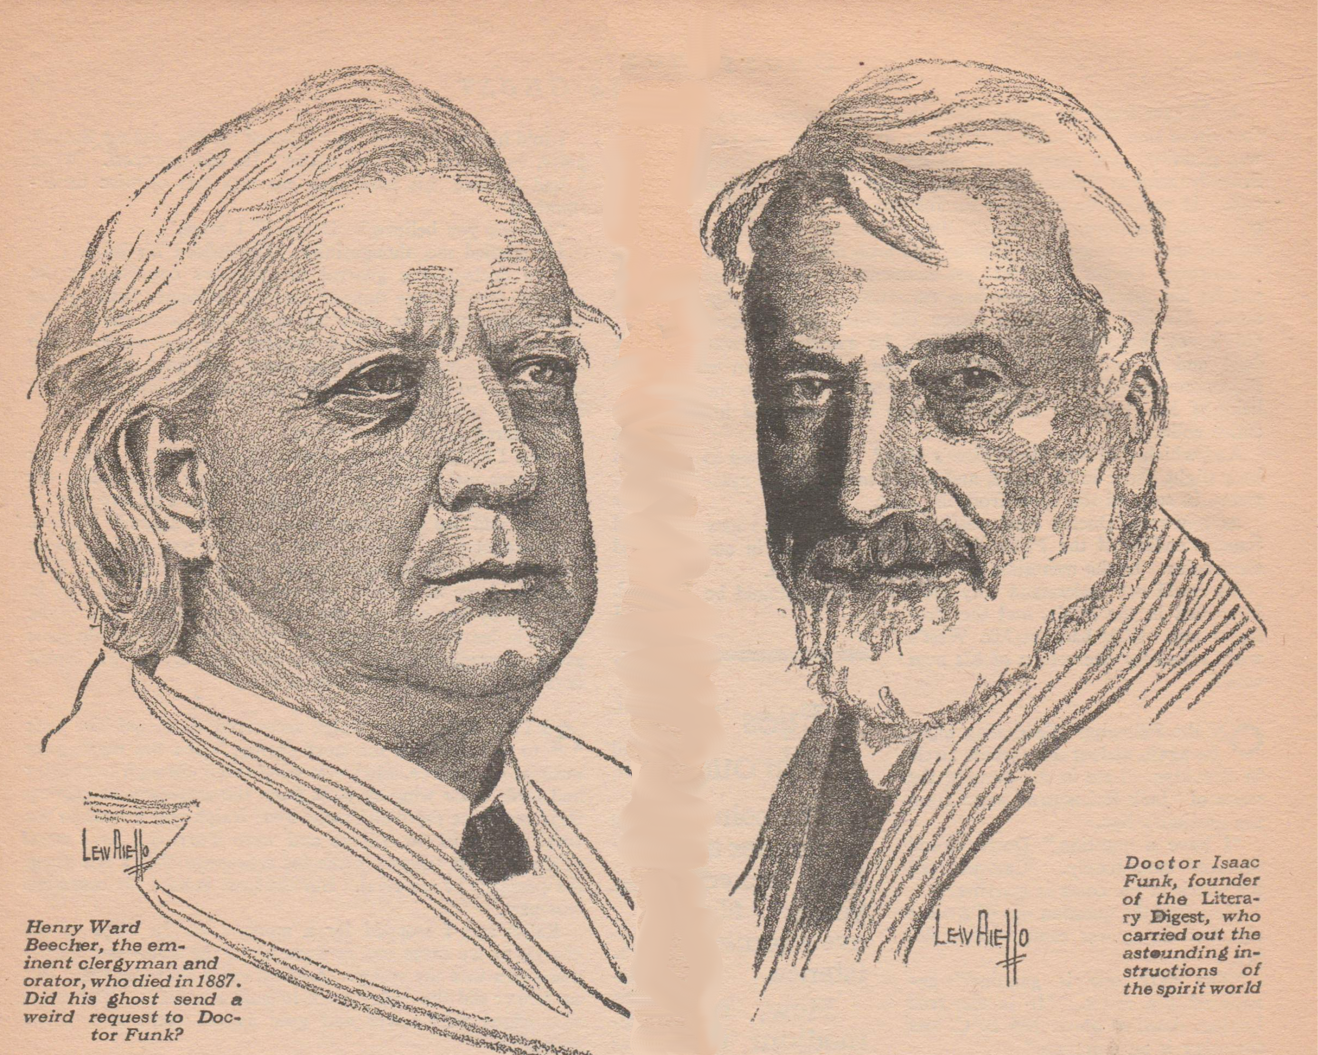 Lew Aiello
Henry Ward
Beecher, the em-
inent clergyman and
orator, who died in 1887.
Did his ghost send a
weird request to Doc-
tor Funk?
Lew Aiello
Doctor Isaac
Funk, founder
of the Litera-
ry Digest, who
carried out the
astounding in-
structions of
the spirit world